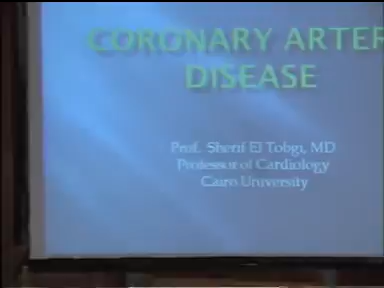 CORONARY ARTER
DISEASE
Prof. Sherif El Tobgi, MD
Professor of Cardiology
Cairo University